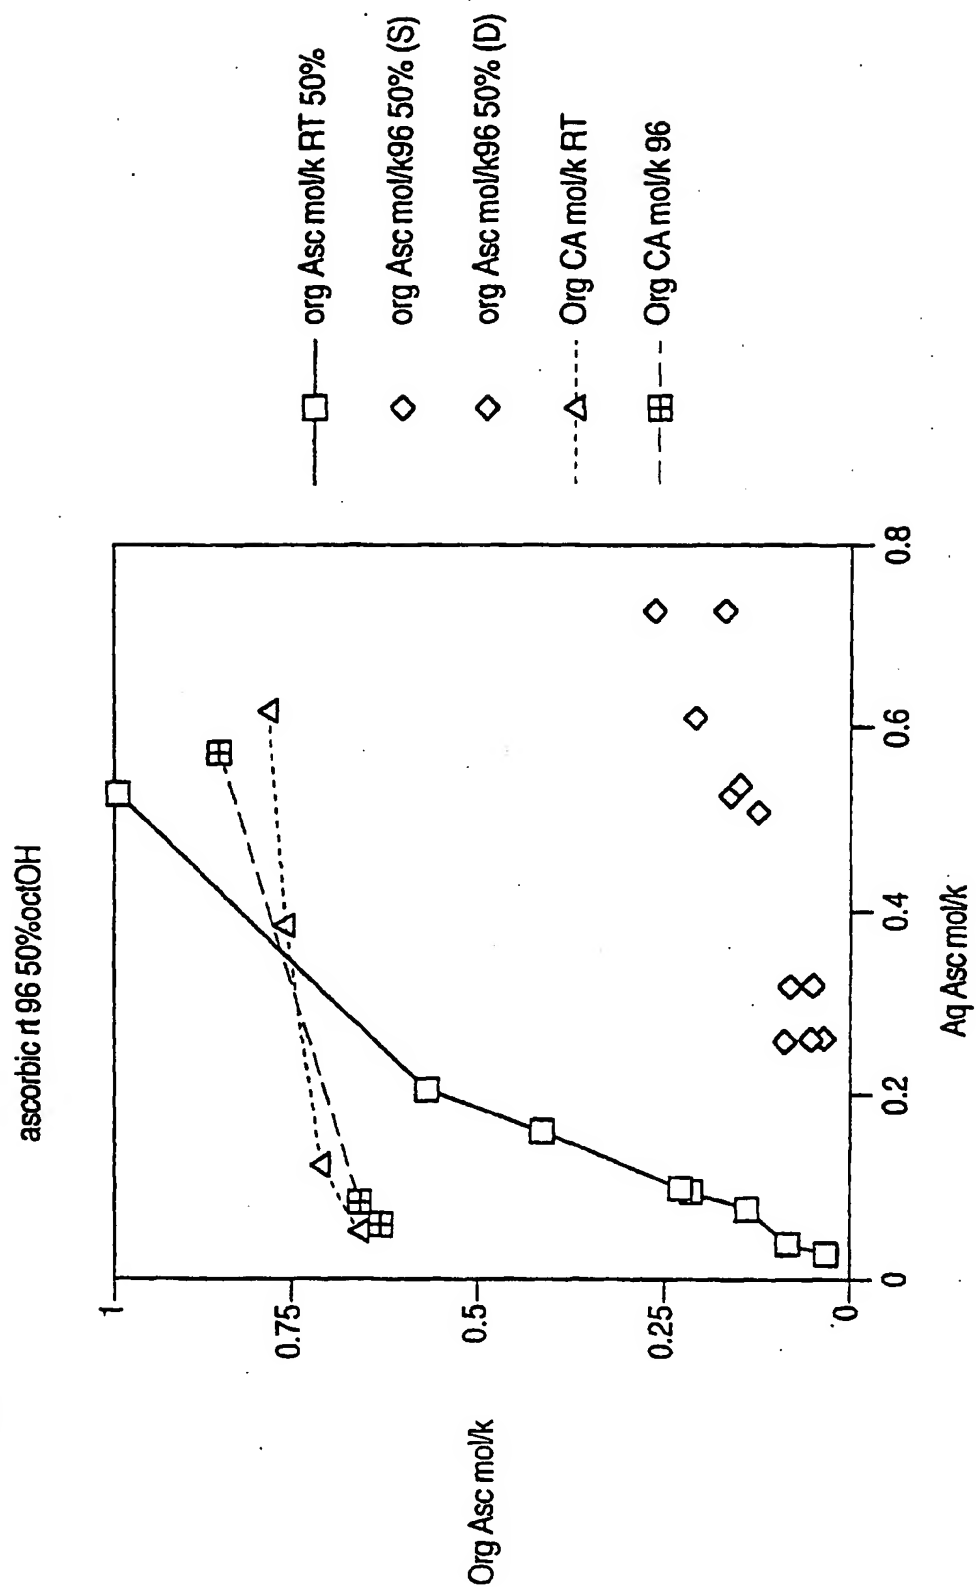 ascorbic rt 96 50%octOH
Org Asc mol/k
1
0.75
0.5
0.25
0
0
0.2
0.4
0.6
0.8
Aq Asc mol/k
org Asc mol/k RT 50%
org Asc mol/k96 50% (S)
org Asc mol/k96 50% (D)
Org CA mol/k RT
Org CA mol/k 96